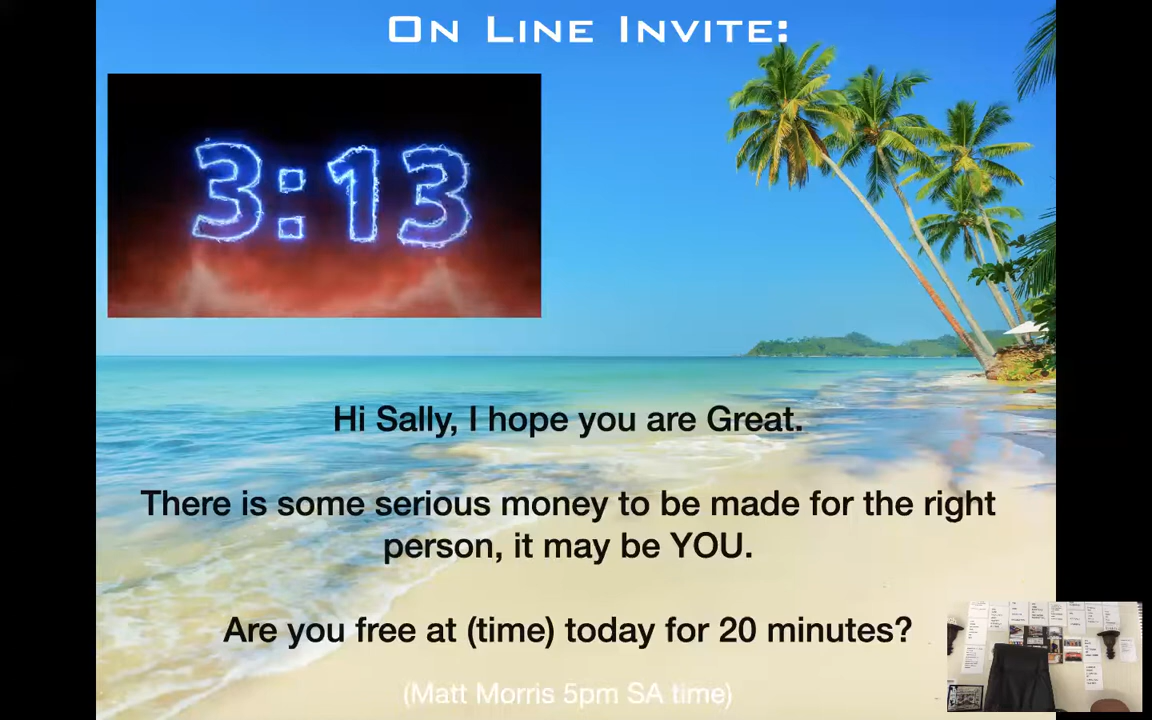 On Line Invite:
3:13
Hi Sally, I hope you are Great.
There is some serious money to be made for the right
person, it may be YOU.
Are you free at (time) today for 20 minutes?
(Matt Morris 5pm SA time)